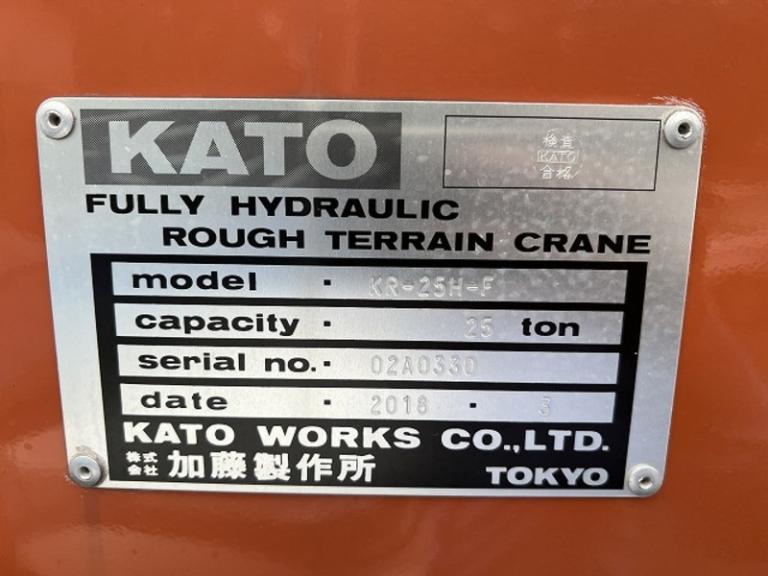 KATO
検査
KATO
合格
FULLY HYDRAULIC
ROUGH TERRAIN CRANE
model · KR-25H-F
capacity · 25 ton
serial no. · 02A0330
date · 2018 · 3
KATO WORKS CO.,LTD.
株式会社 加藤製作所 TOKYO